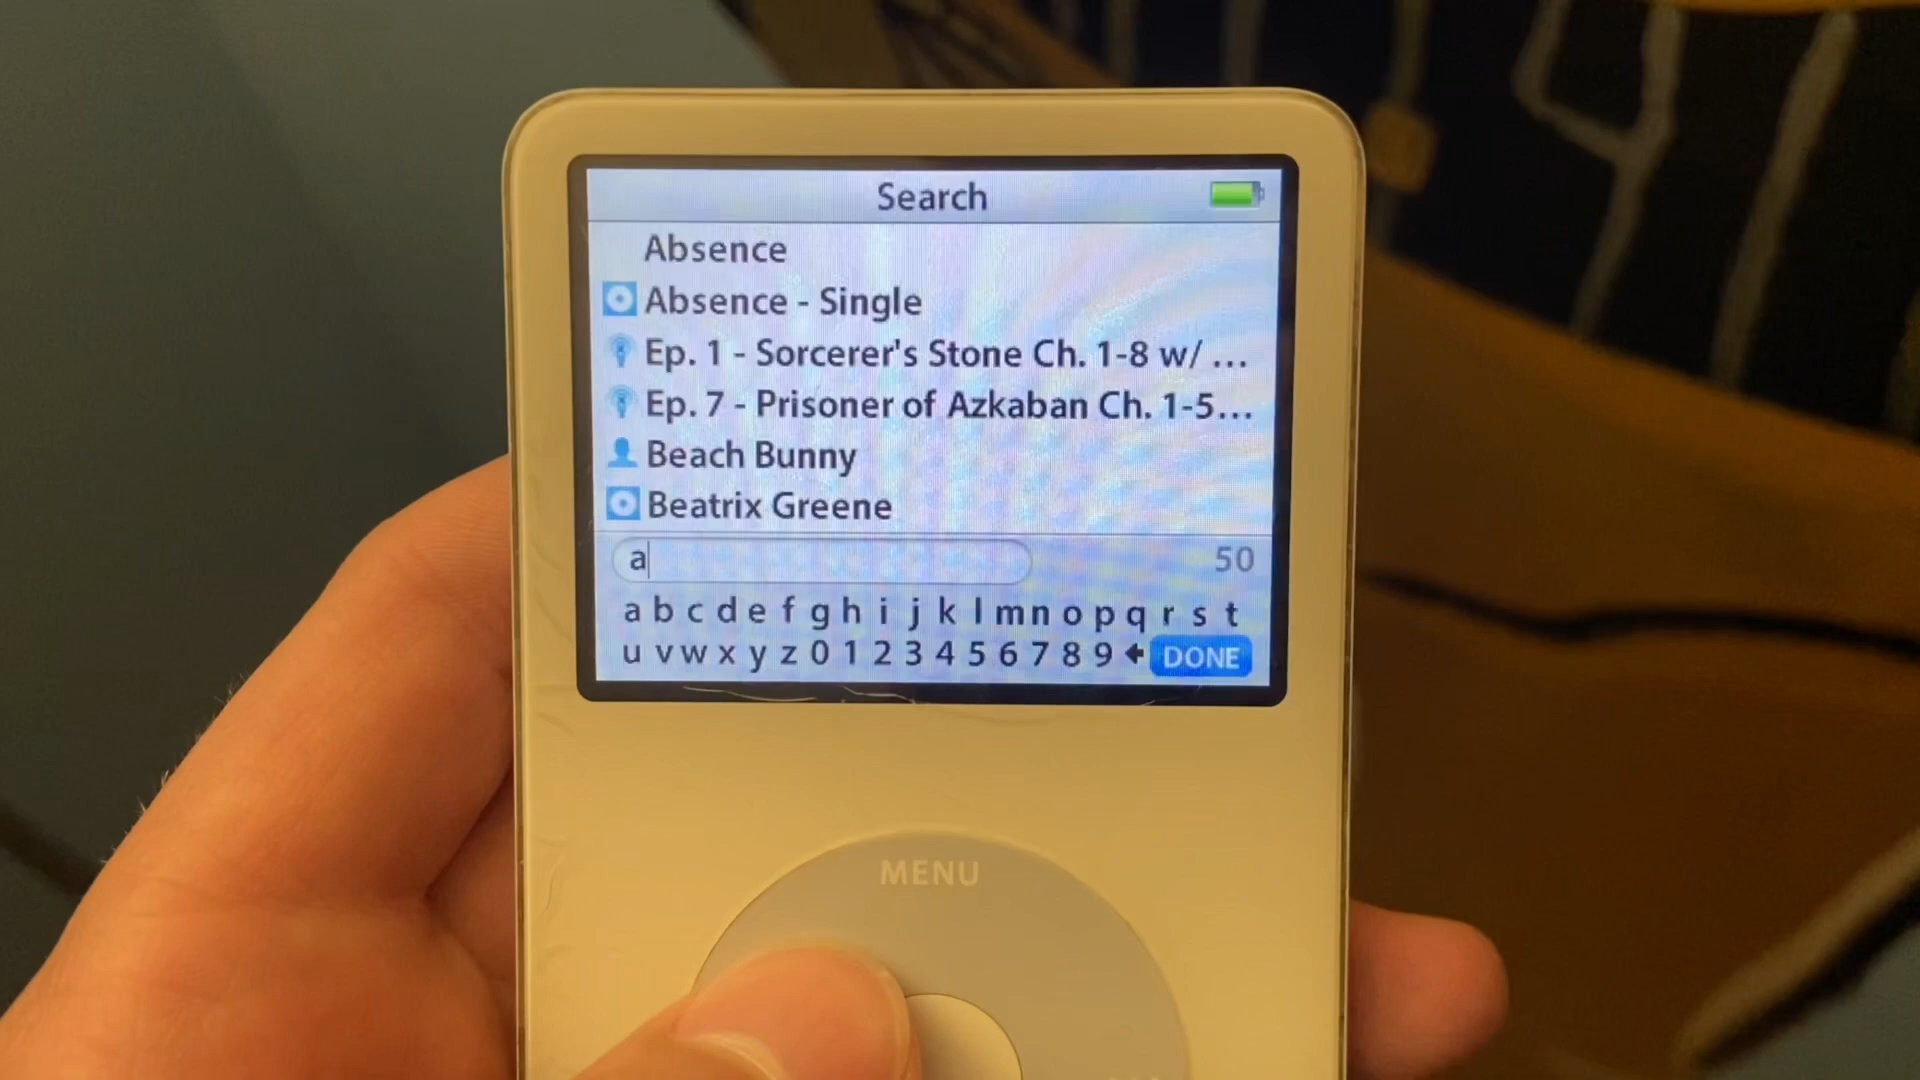 Search
Absence
Absence - Single
Ep. 1 - Sorcerer's Stone Ch. 1-8 w/ ...
Ep. 7 - Prisoner of Azkaban Ch. 1-5...
Beach Bunny
Beatrix Greene
a
50
a b c d e f g h i j k l m n o p q r s t
u v w x y z 0 1 2 3 4 5 6 7 8 9 DONE
MENU